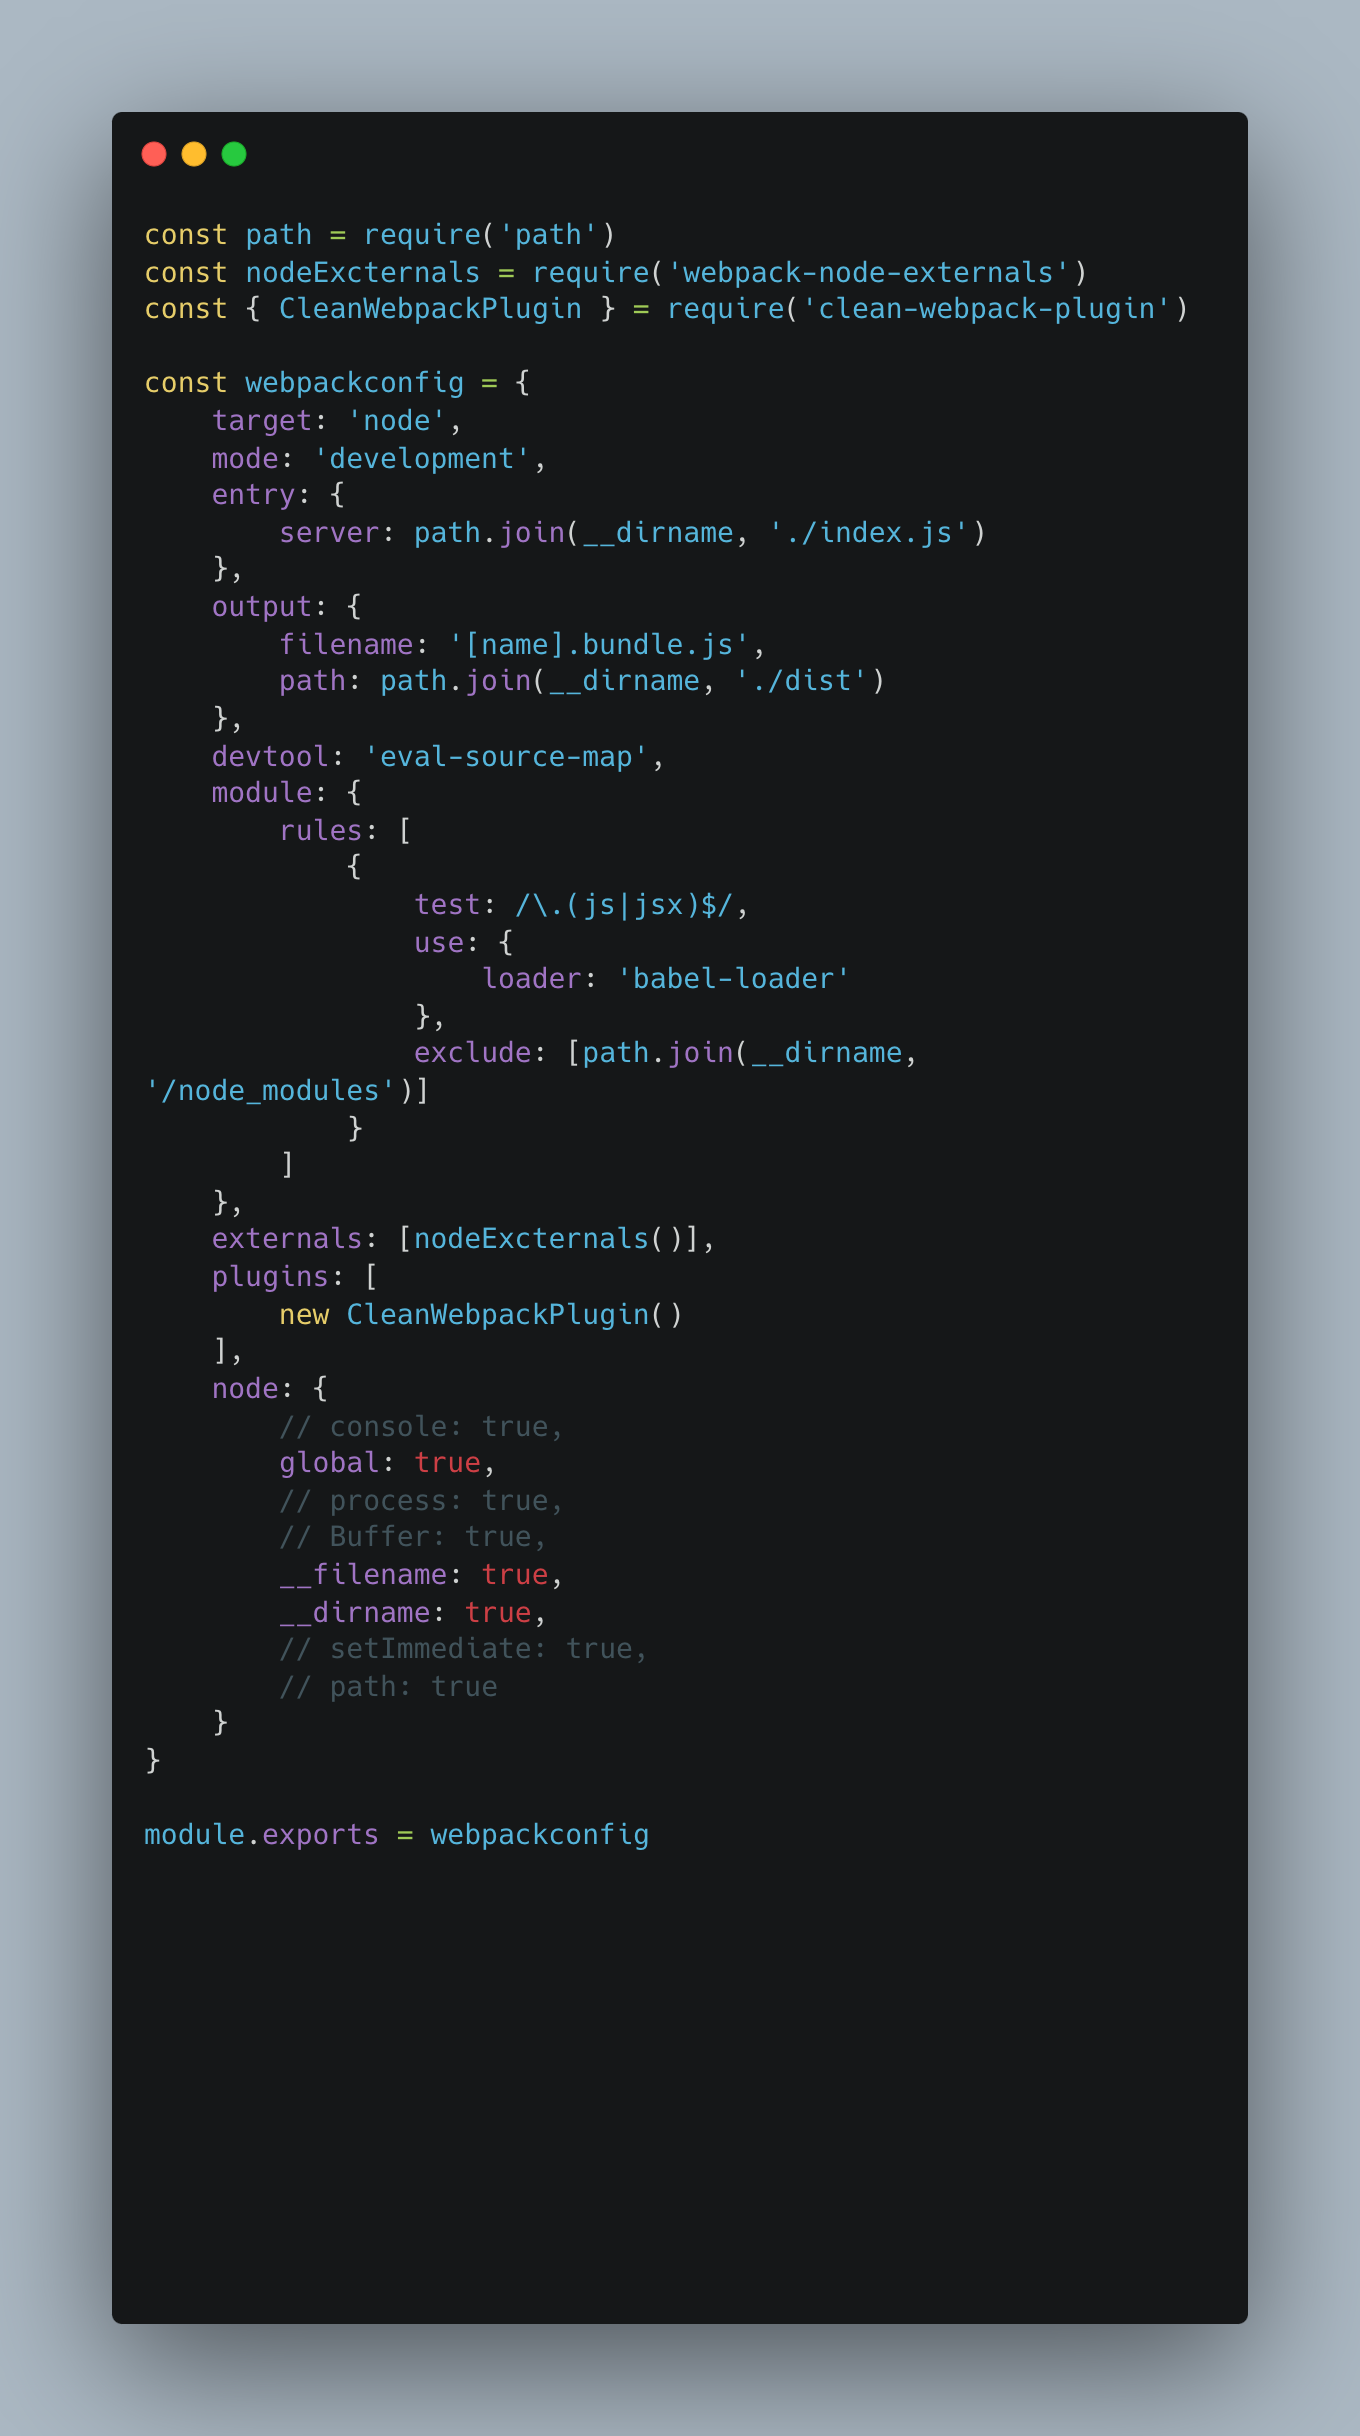 const path = require('path')
const nodeExcternals = require('webpack-node-externals')
const { CleanWebpackPlugin } = require('clean-webpack-plugin')

const webpackconfig = {
    target: 'node',
    mode: 'development',
    entry: {
        server: path.join(__dirname, './index.js')
    },
    output: {
        filename: '[name].bundle.js',
        path: path.join(__dirname, './dist')
    },
    devtool: 'eval-source-map',
    module: {
        rules: [
            {
                test: /\.(js|jsx)$/,
                use: {
                    loader: 'babel-loader'
                },
                exclude: [path.join(__dirname,
'/node_modules')]
            }
        ]
    },
    externals: [nodeExcternals()],
    plugins: [
        new CleanWebpackPlugin()
    ],
    node: {
        // console: true,
        global: true,
        // process: true,
        // Buffer: true,
        __filename: true,
        __dirname: true,
        // setImmediate: true,
        // path: true
    }
}

module.exports = webpackconfig